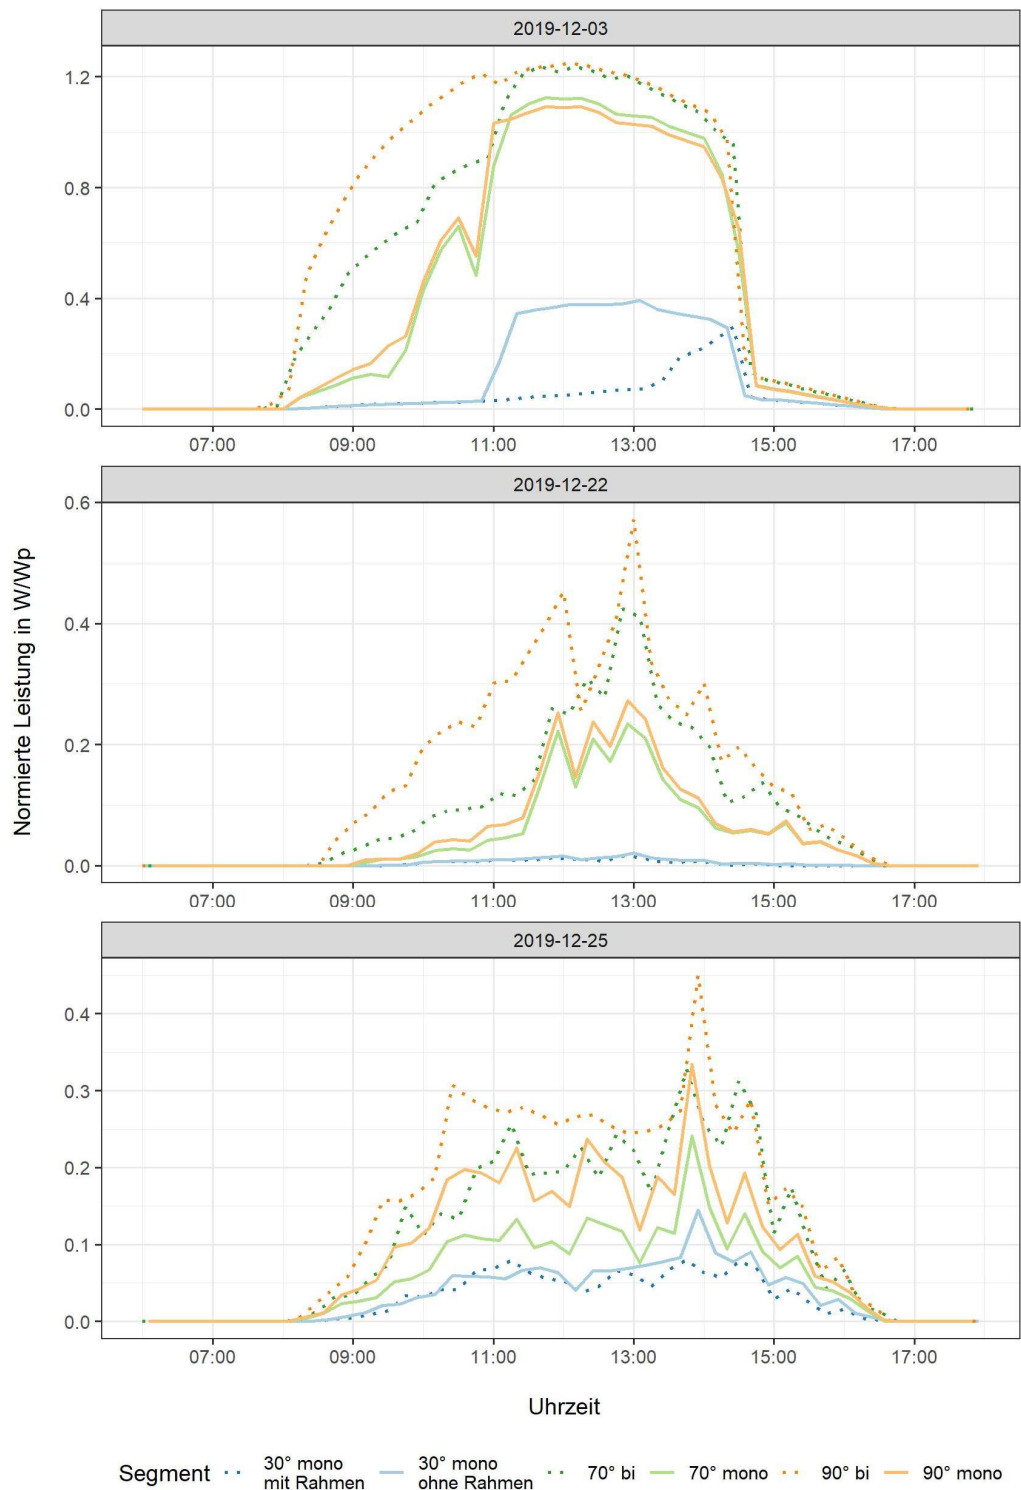 2019-12-03
1.2
0.8
0.4
0.0
07:00 09:00 11:00 13:00 15:00 17:00
2019-12-22
0.6
0.4
0.2
0.0
07:00 09:00 11:00 13:00 15:00 17:00
Normierte Leistung in W/Wp
2019-12-25
0.4
0.3
0.2
0.1
0.0
07:00 09:00 11:00 13:00 15:00 17:00
Uhrzeit
Segment
30° mono
mit Rahmen
30° mono
ohne Rahmen
70° bi
70° mono
90° bi
90° mono